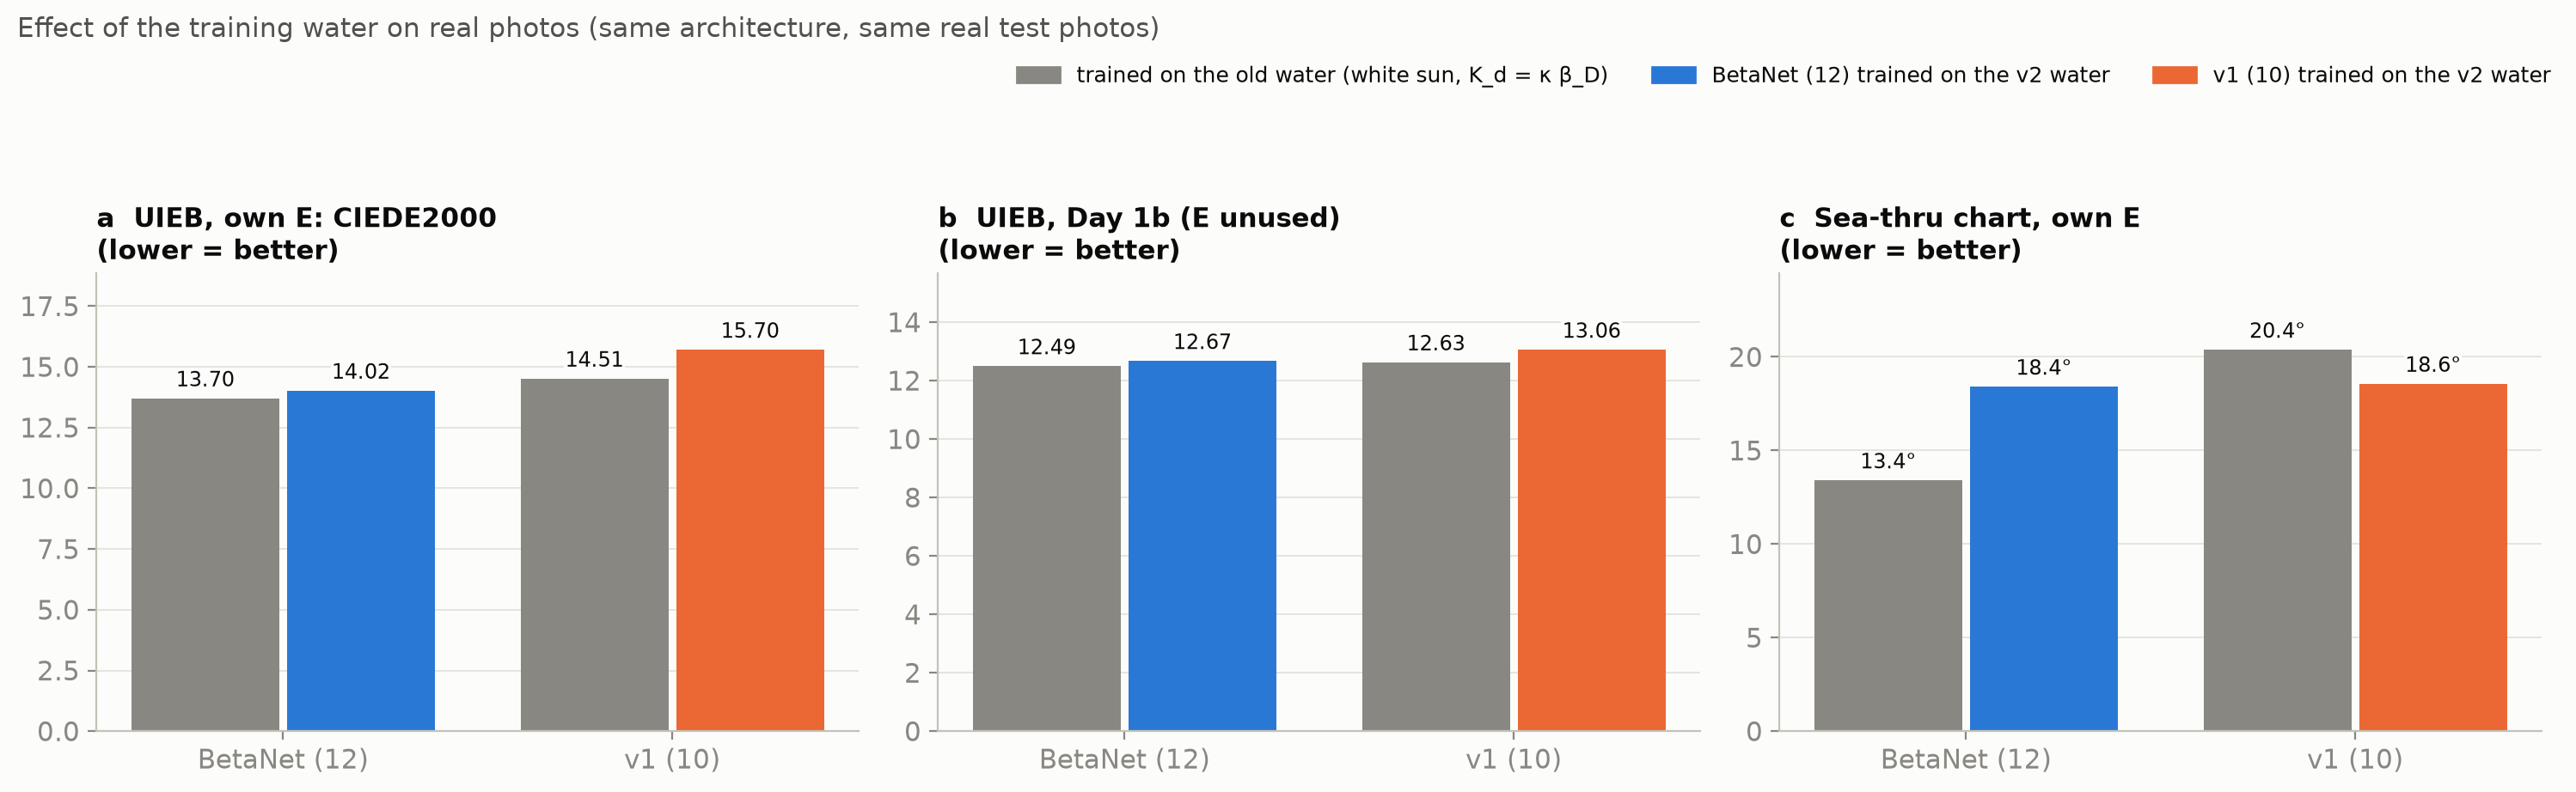 Effect of the training water on real photos (same architecture, same real test photos)
trained on the old water (white sun, K_d = κ β_D)
BetaNet (12) trained on the v2 water
v1 (10) trained on the v2 water
a UIEB, own E: CIEDE2000
(lower = better)
17.5
15.0
12.5
10.0
7.5
5.0
2.5
0.0
13.70
14.02
14.51
15.70
BetaNet (12)
v1 (10)
b UIEB, Day 1b (E unused)
(lower = better)
14
12
10
8
6
4
2
0
12.49
12.67
12.63
13.06
BetaNet (12)
v1 (10)
c Sea-thru chart, own E
(lower = better)
20
15
10
5
0
13.4°
18.4°
20.4°
18.6°
BetaNet (12)
v1 (10)